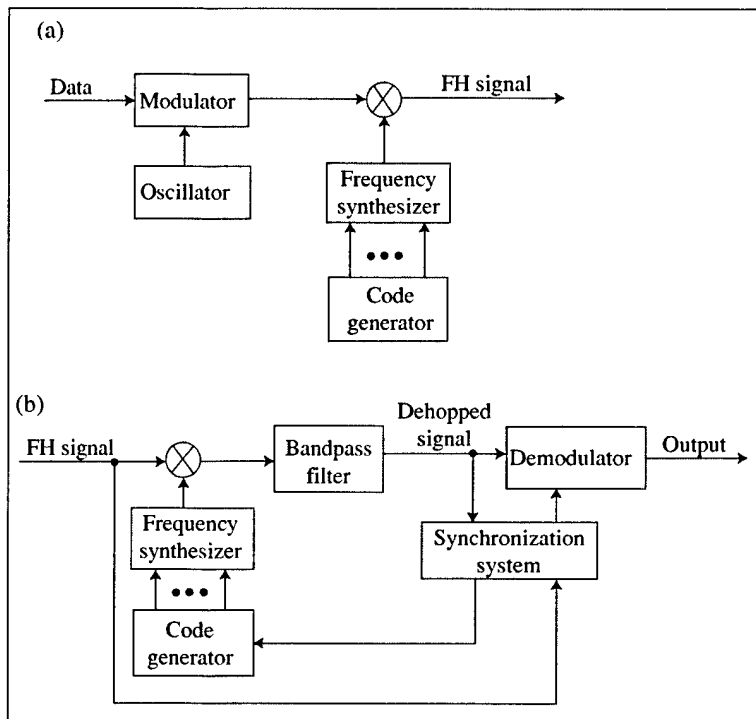 (a)
Data
Modulator
FH signal
Oscillator
Frequency
synthesizer
Code
generator
(b)
FH signal
Bandpass
filter
Dehopped
signal
Demodulator
Output
Frequency
synthesizer
Synchronization
system
Code
generator